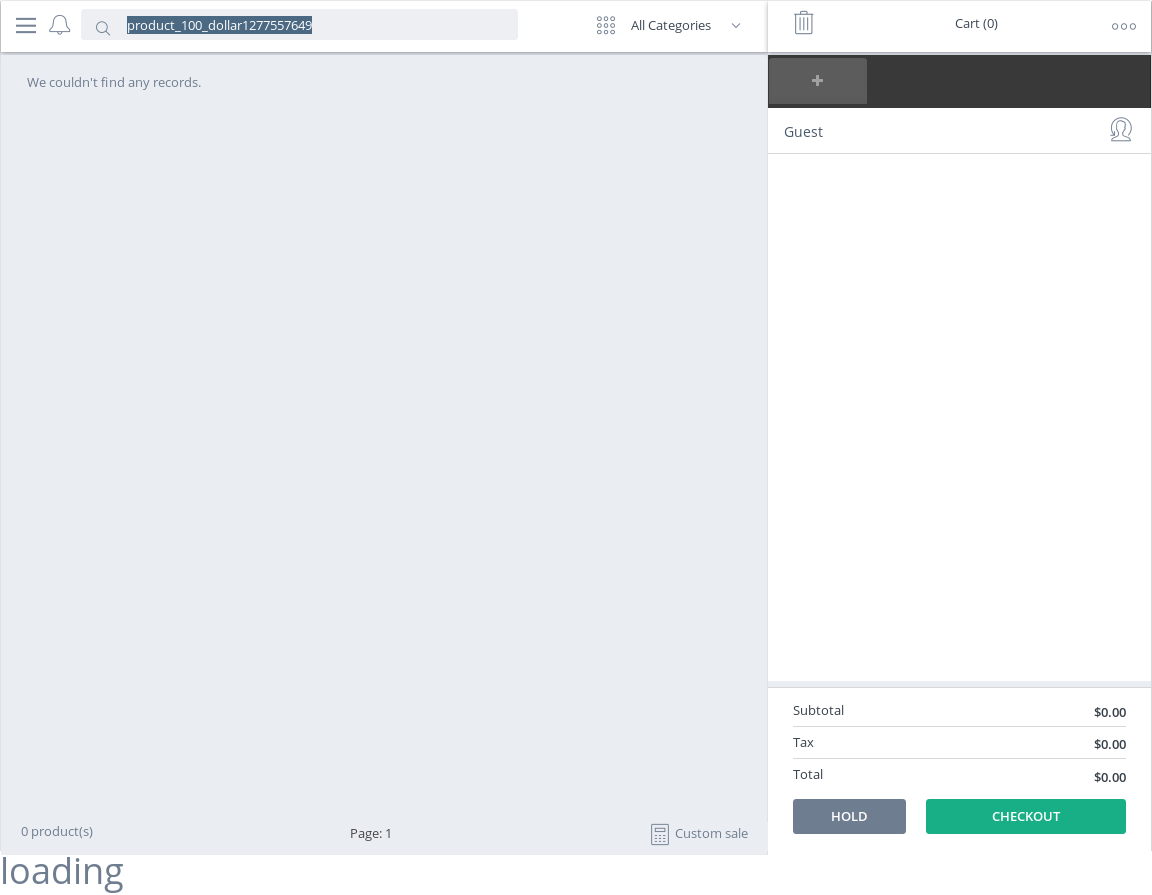 product_100_dollar1277557649
All Categories
Cart (0)
We couldn't find any records.
Guest
Subtotal $0.00
Tax $0.00
Total $0.00
HOLD CHECKOUT
0 product(s)
Page: 1
Custom sale
loading